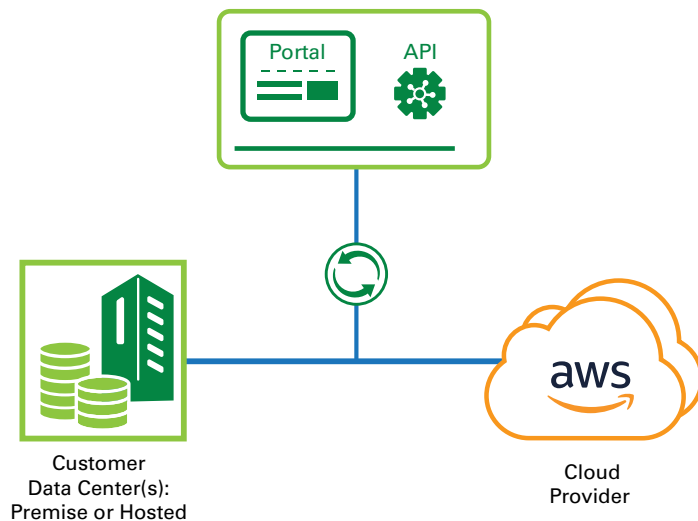 Portal
API
aws
Customer
Data Center(s):
Premise or Hosted
Cloud
Provider